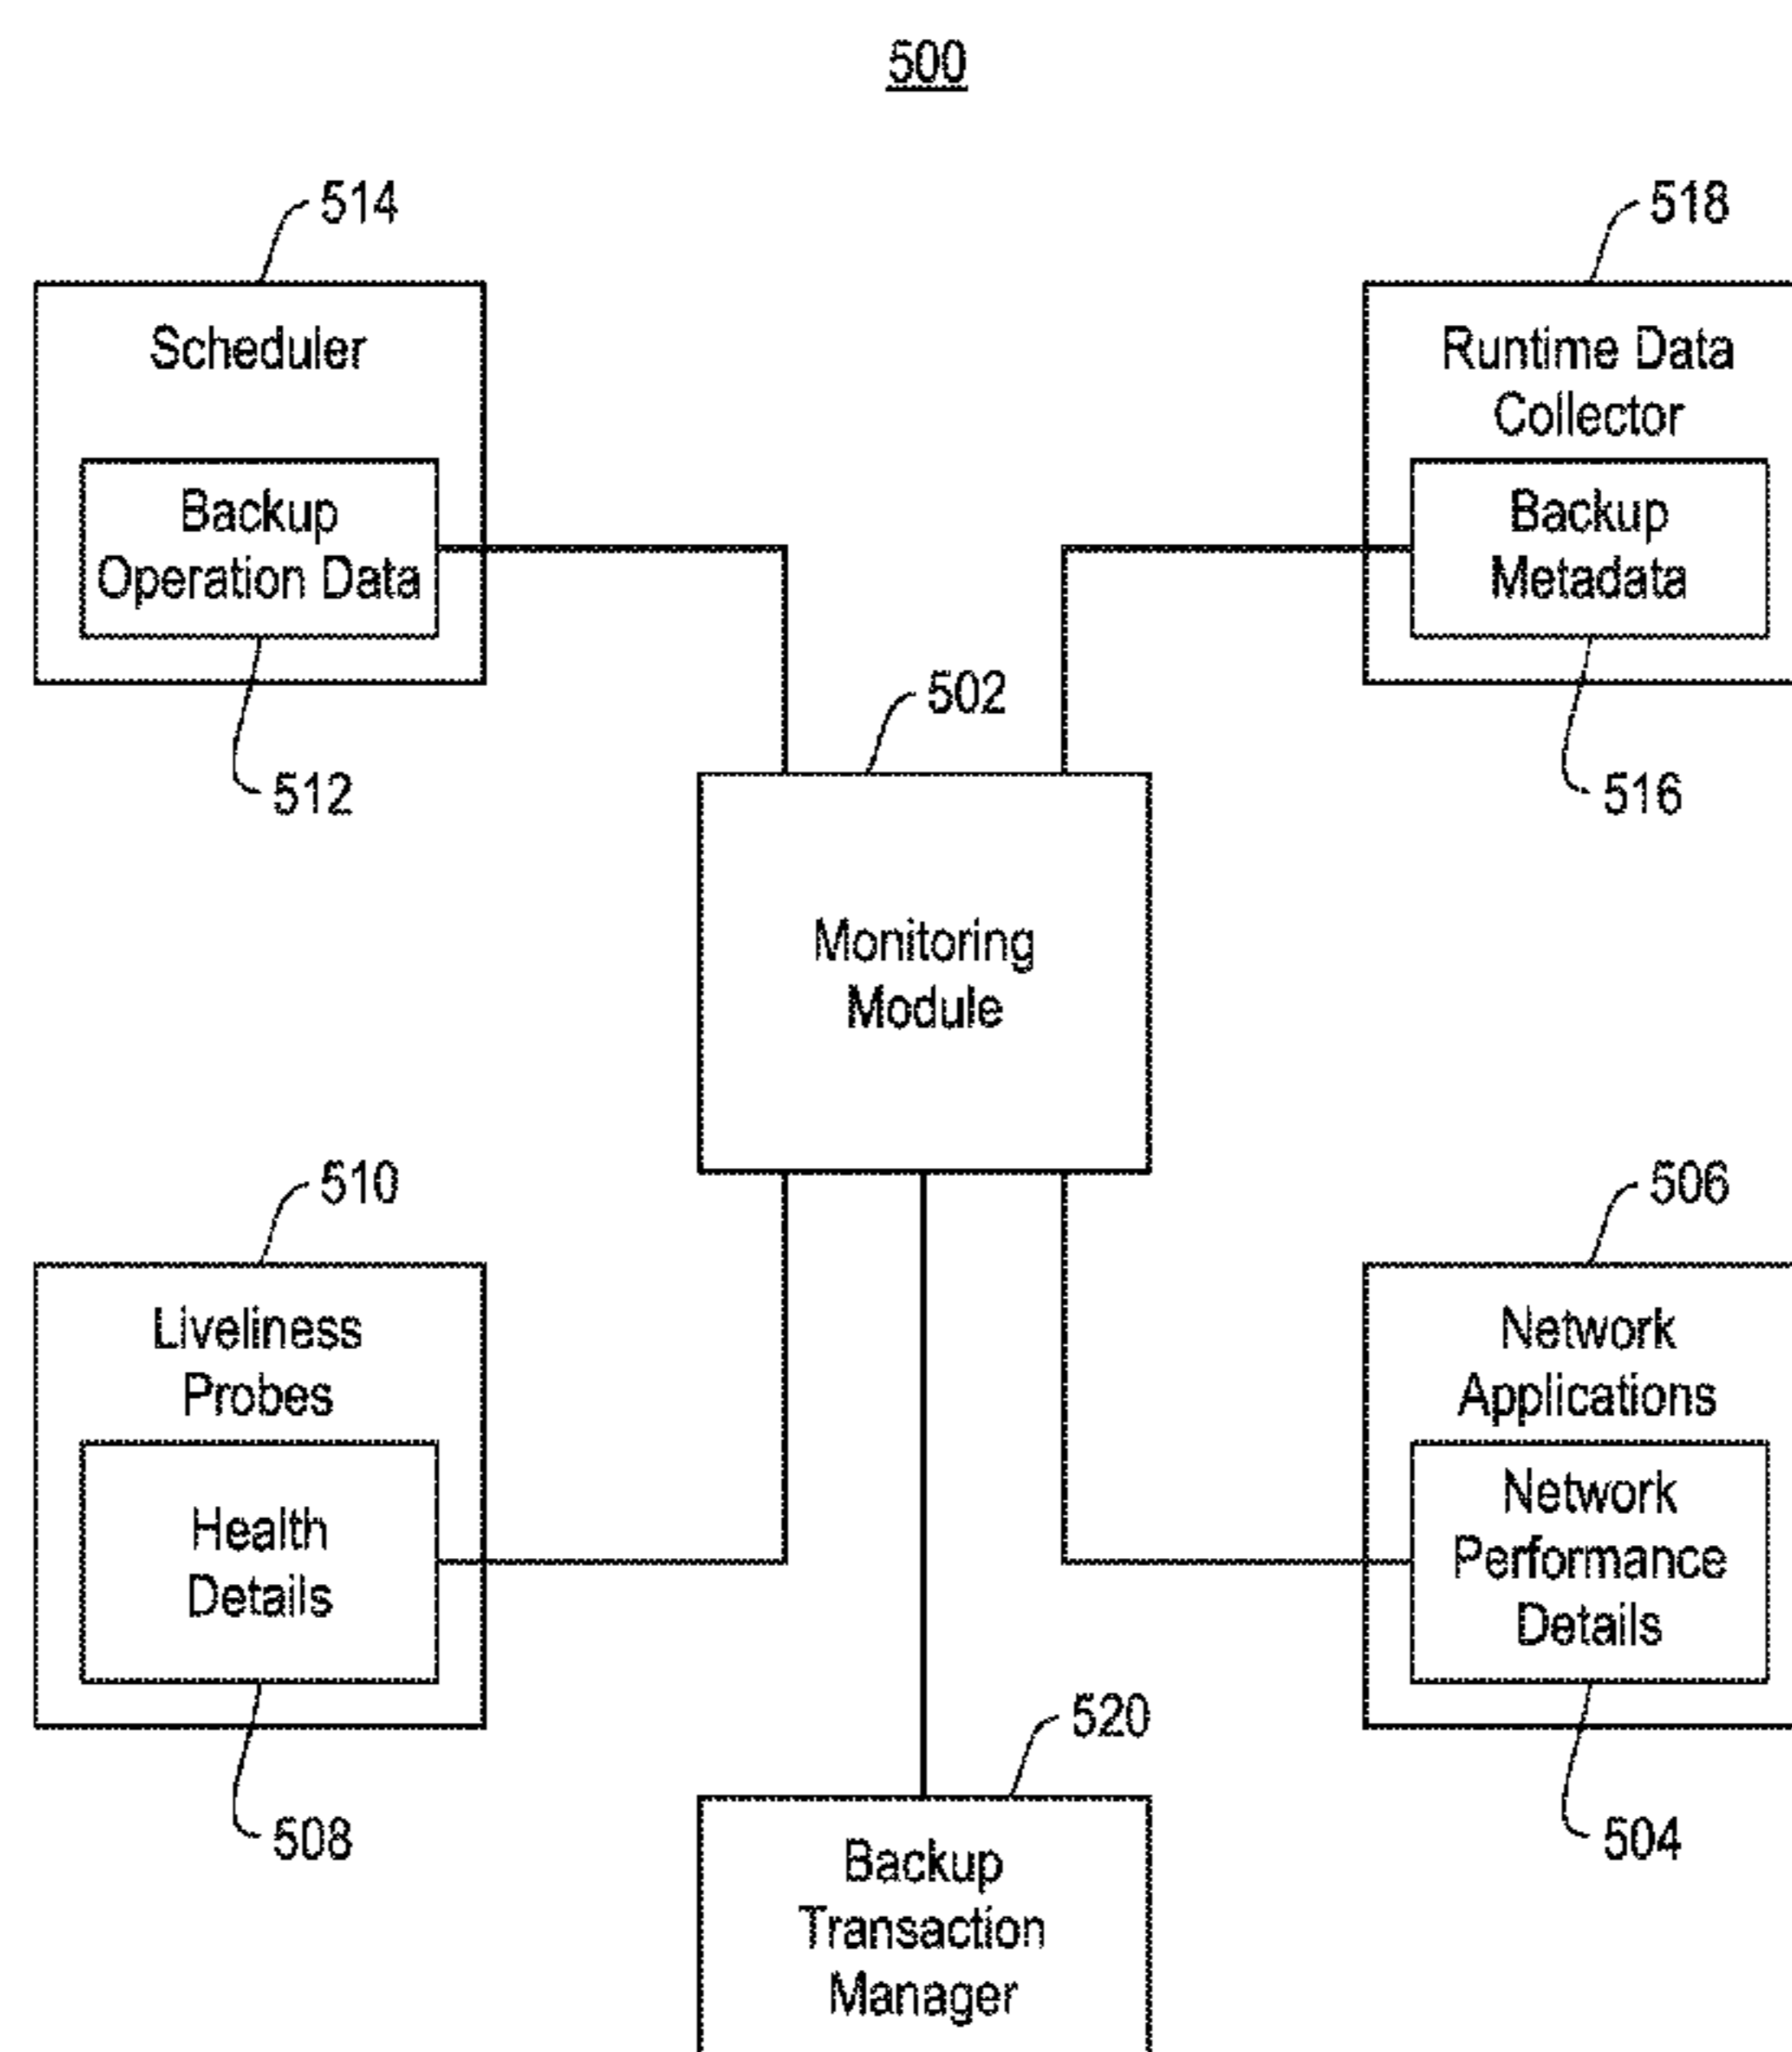 500
514
518
Scheduler
Runtime Data
Collector
Backup
Operation Data
Backup
Metadata
502
512
516
Monitoring
Module
510
506
Liveliness
Probes
Network
Applications
Health
Details
Network
Performance
Details
520
508
504
Backup
Transaction
Manager